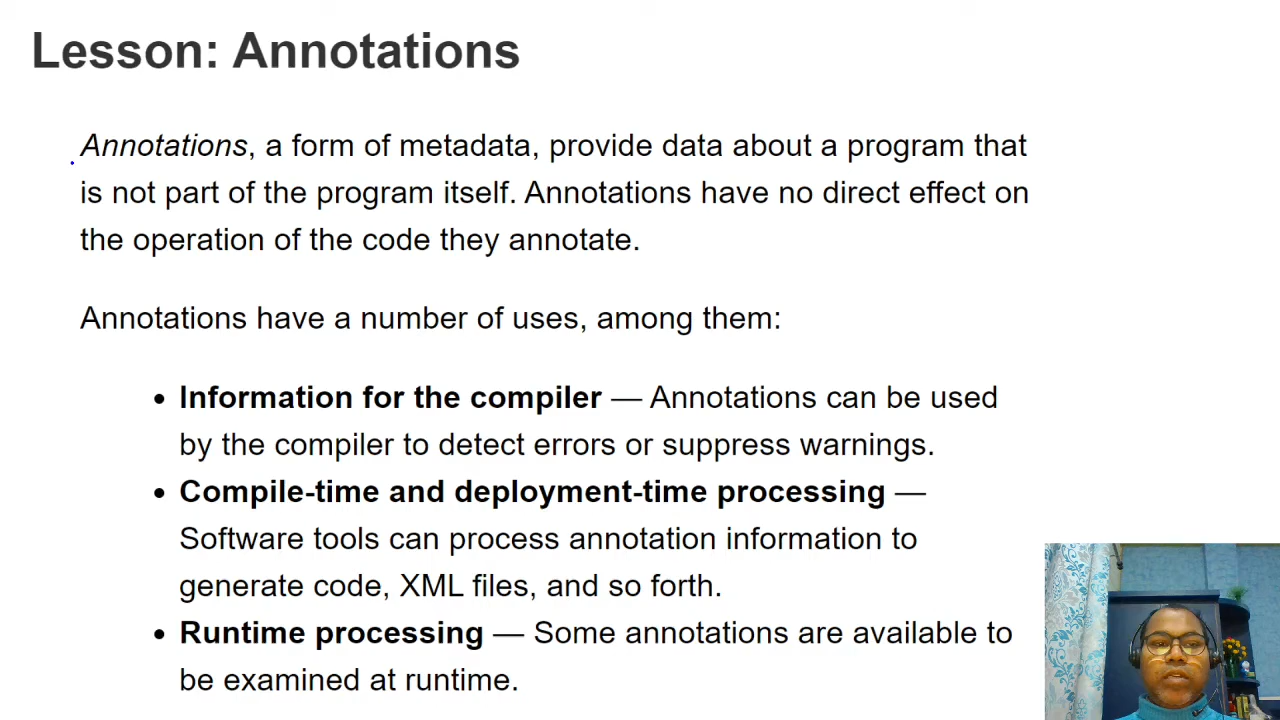 Lesson: Annotations
Annotations, a form of metadata, provide data about a program that
is not part of the program itself. Annotations have no direct effect on
the operation of the code they annotate.
Annotations have a number of uses, among them:
• Information for the compiler — Annotations can be used
by the compiler to detect errors or suppress warnings.
• Compile-time and deployment-time processing —
Software tools can process annotation information to
generate code, XML files, and so forth.
• Runtime processing — Some annotations are available to
be examined at runtime.